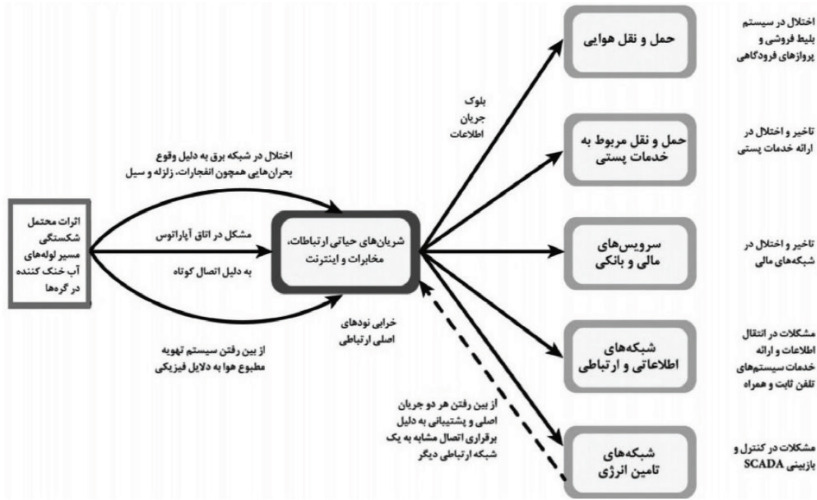 حمل و نقل هوایی
اختلال در سیستم
بلیط فروشی و
پروازهای فرودگاهی
بلوک
جریان
اطلاعات
حمل و نقل مربوط به
خدمات پستی
تاخیر و اختلال در
ارائه خدمات پستی
اختلال در شبکه برق به دلیل وقوع
بحران‌هایی همچون انفجارات، زلزله و سیل
اثرات محتمل
شکستگی
مسیر لوله‌های
آب خنک کننده
در گره‌ها
مشکل در اتاق آپاراتوس
به دلیل اتصال کوتاه
شریان‌های حیاتی ارتباطات،
مخابرات و اینترنت
سرویس‌های
مالی و بانکی
تاخیر و اختلال در
شبکه‌های مالی
خرابی نودهای
اصلی ارتباطی
از بین رفتن سیستم تهویه
مطبوع هوا به دلایل فیزیکی
شبکه‌های
اطلاعاتی و ارتباطی
مشکلات در انتقال
اطلاعات و ارائه
خدمات سیستم‌های
تلفن ثابت و همراه
از بین رفتن هر دو جریان
اصلی و پشتیبانی به دلیل
برقراری اتصال مشابه به یک
شبکه ارتباطی دیگر
شبکه‌های
تامین انرژی
مشکلات در کنترل و
بازبینی SCADA